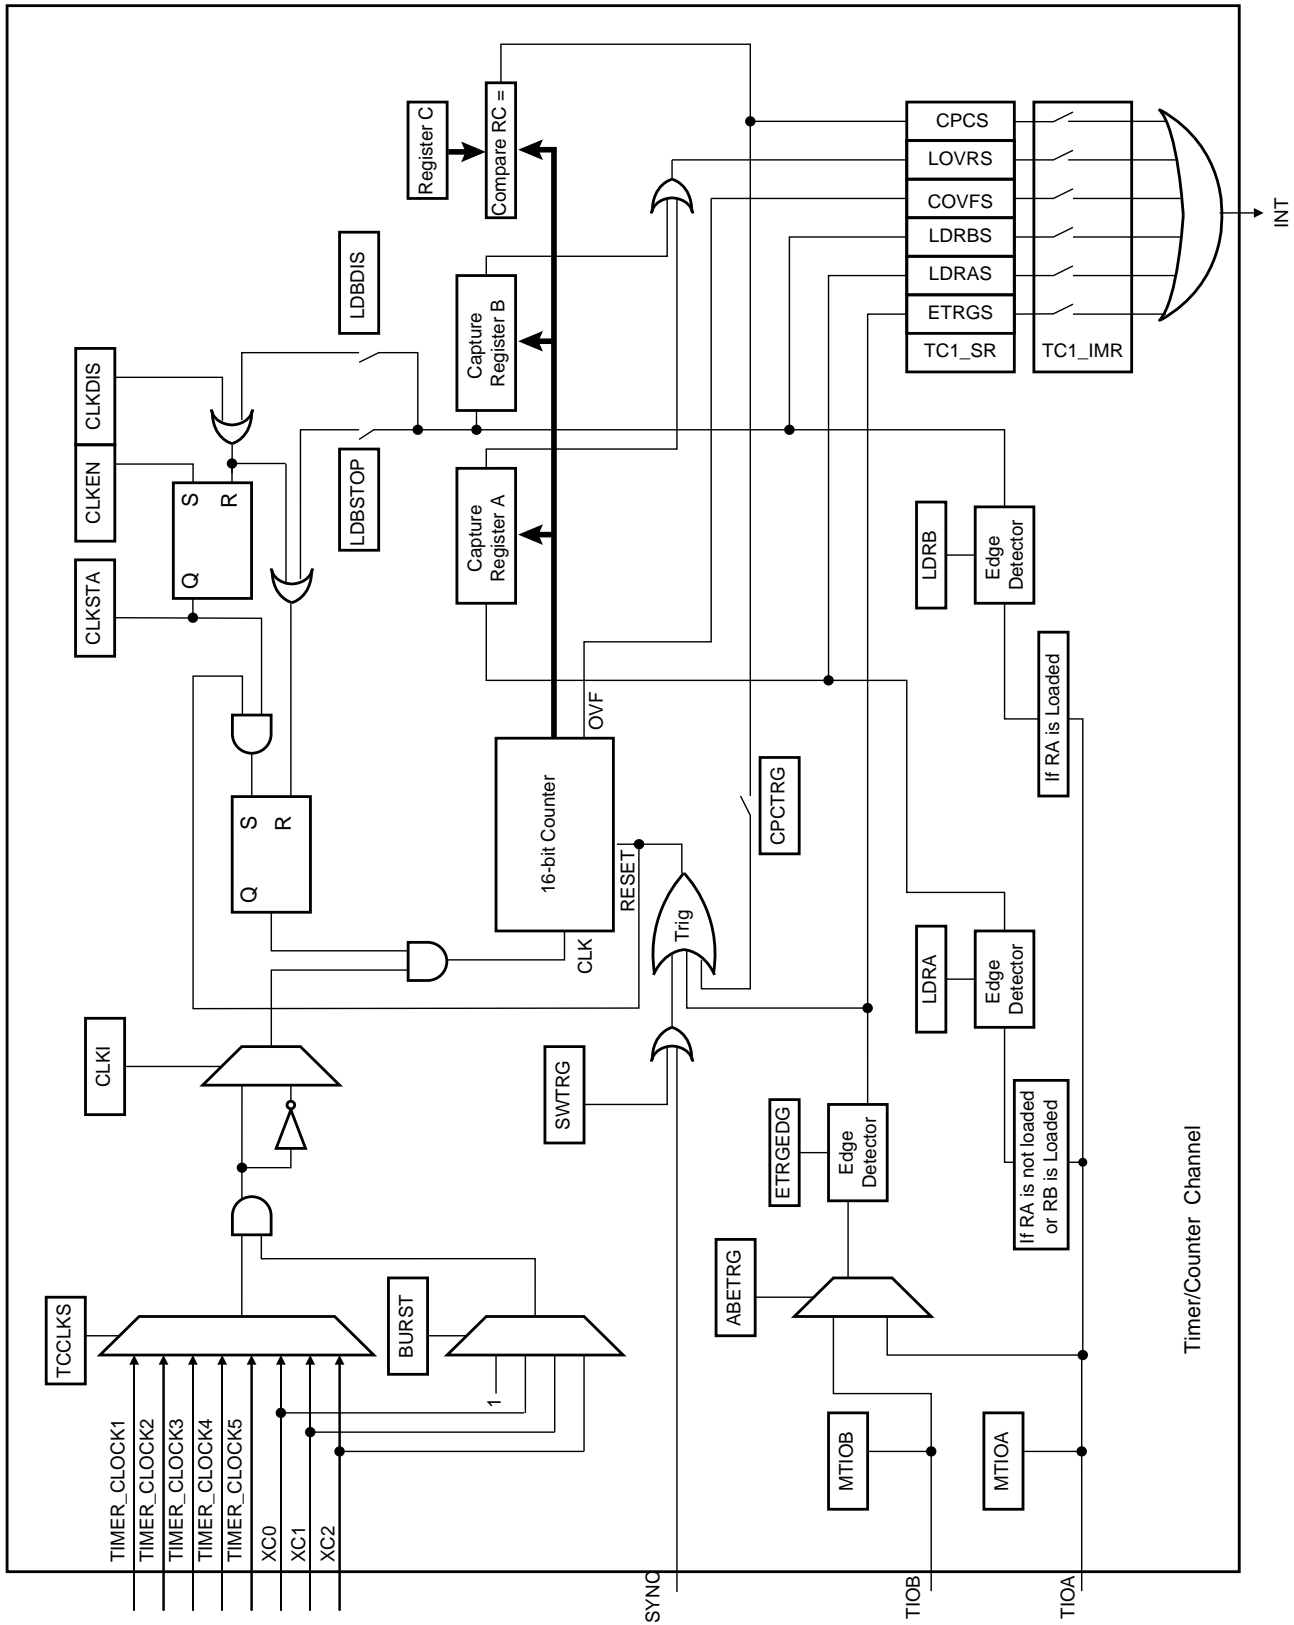 TCCLKS
TIMER_CLOCK1
TIMER_CLOCK2
TIMER_CLOCK3
TIMER_CLOCK4
TIMER_CLOCK5
XC0
XC1
XC2
BURST
1
CLKI
CLKSTA
CLKEN
CLKDIS
Q
S
R
Q
S
R
LDBSTOP
LDBDIS
Register C
Compare RC =
Capture
Register A
Capture
Register B
16-bit Counter
CLK
OVF
RESET
Trig
CPCTRG
SWTRG
SYNC
ABETRG
ETRGEDG
Edge
Detector
MTIOB
TIOB
MTIOA
TIOA
LDRA
Edge
Detector
If RA is not loaded
or RB is Loaded
LDRB
Edge
Detector
If RA is Loaded
CPCS
LOVRS
COVFS
LDRBS
LDRAS
ETRGS
TC1_SR
TC1_IMR
INT
Timer/Counter Channel